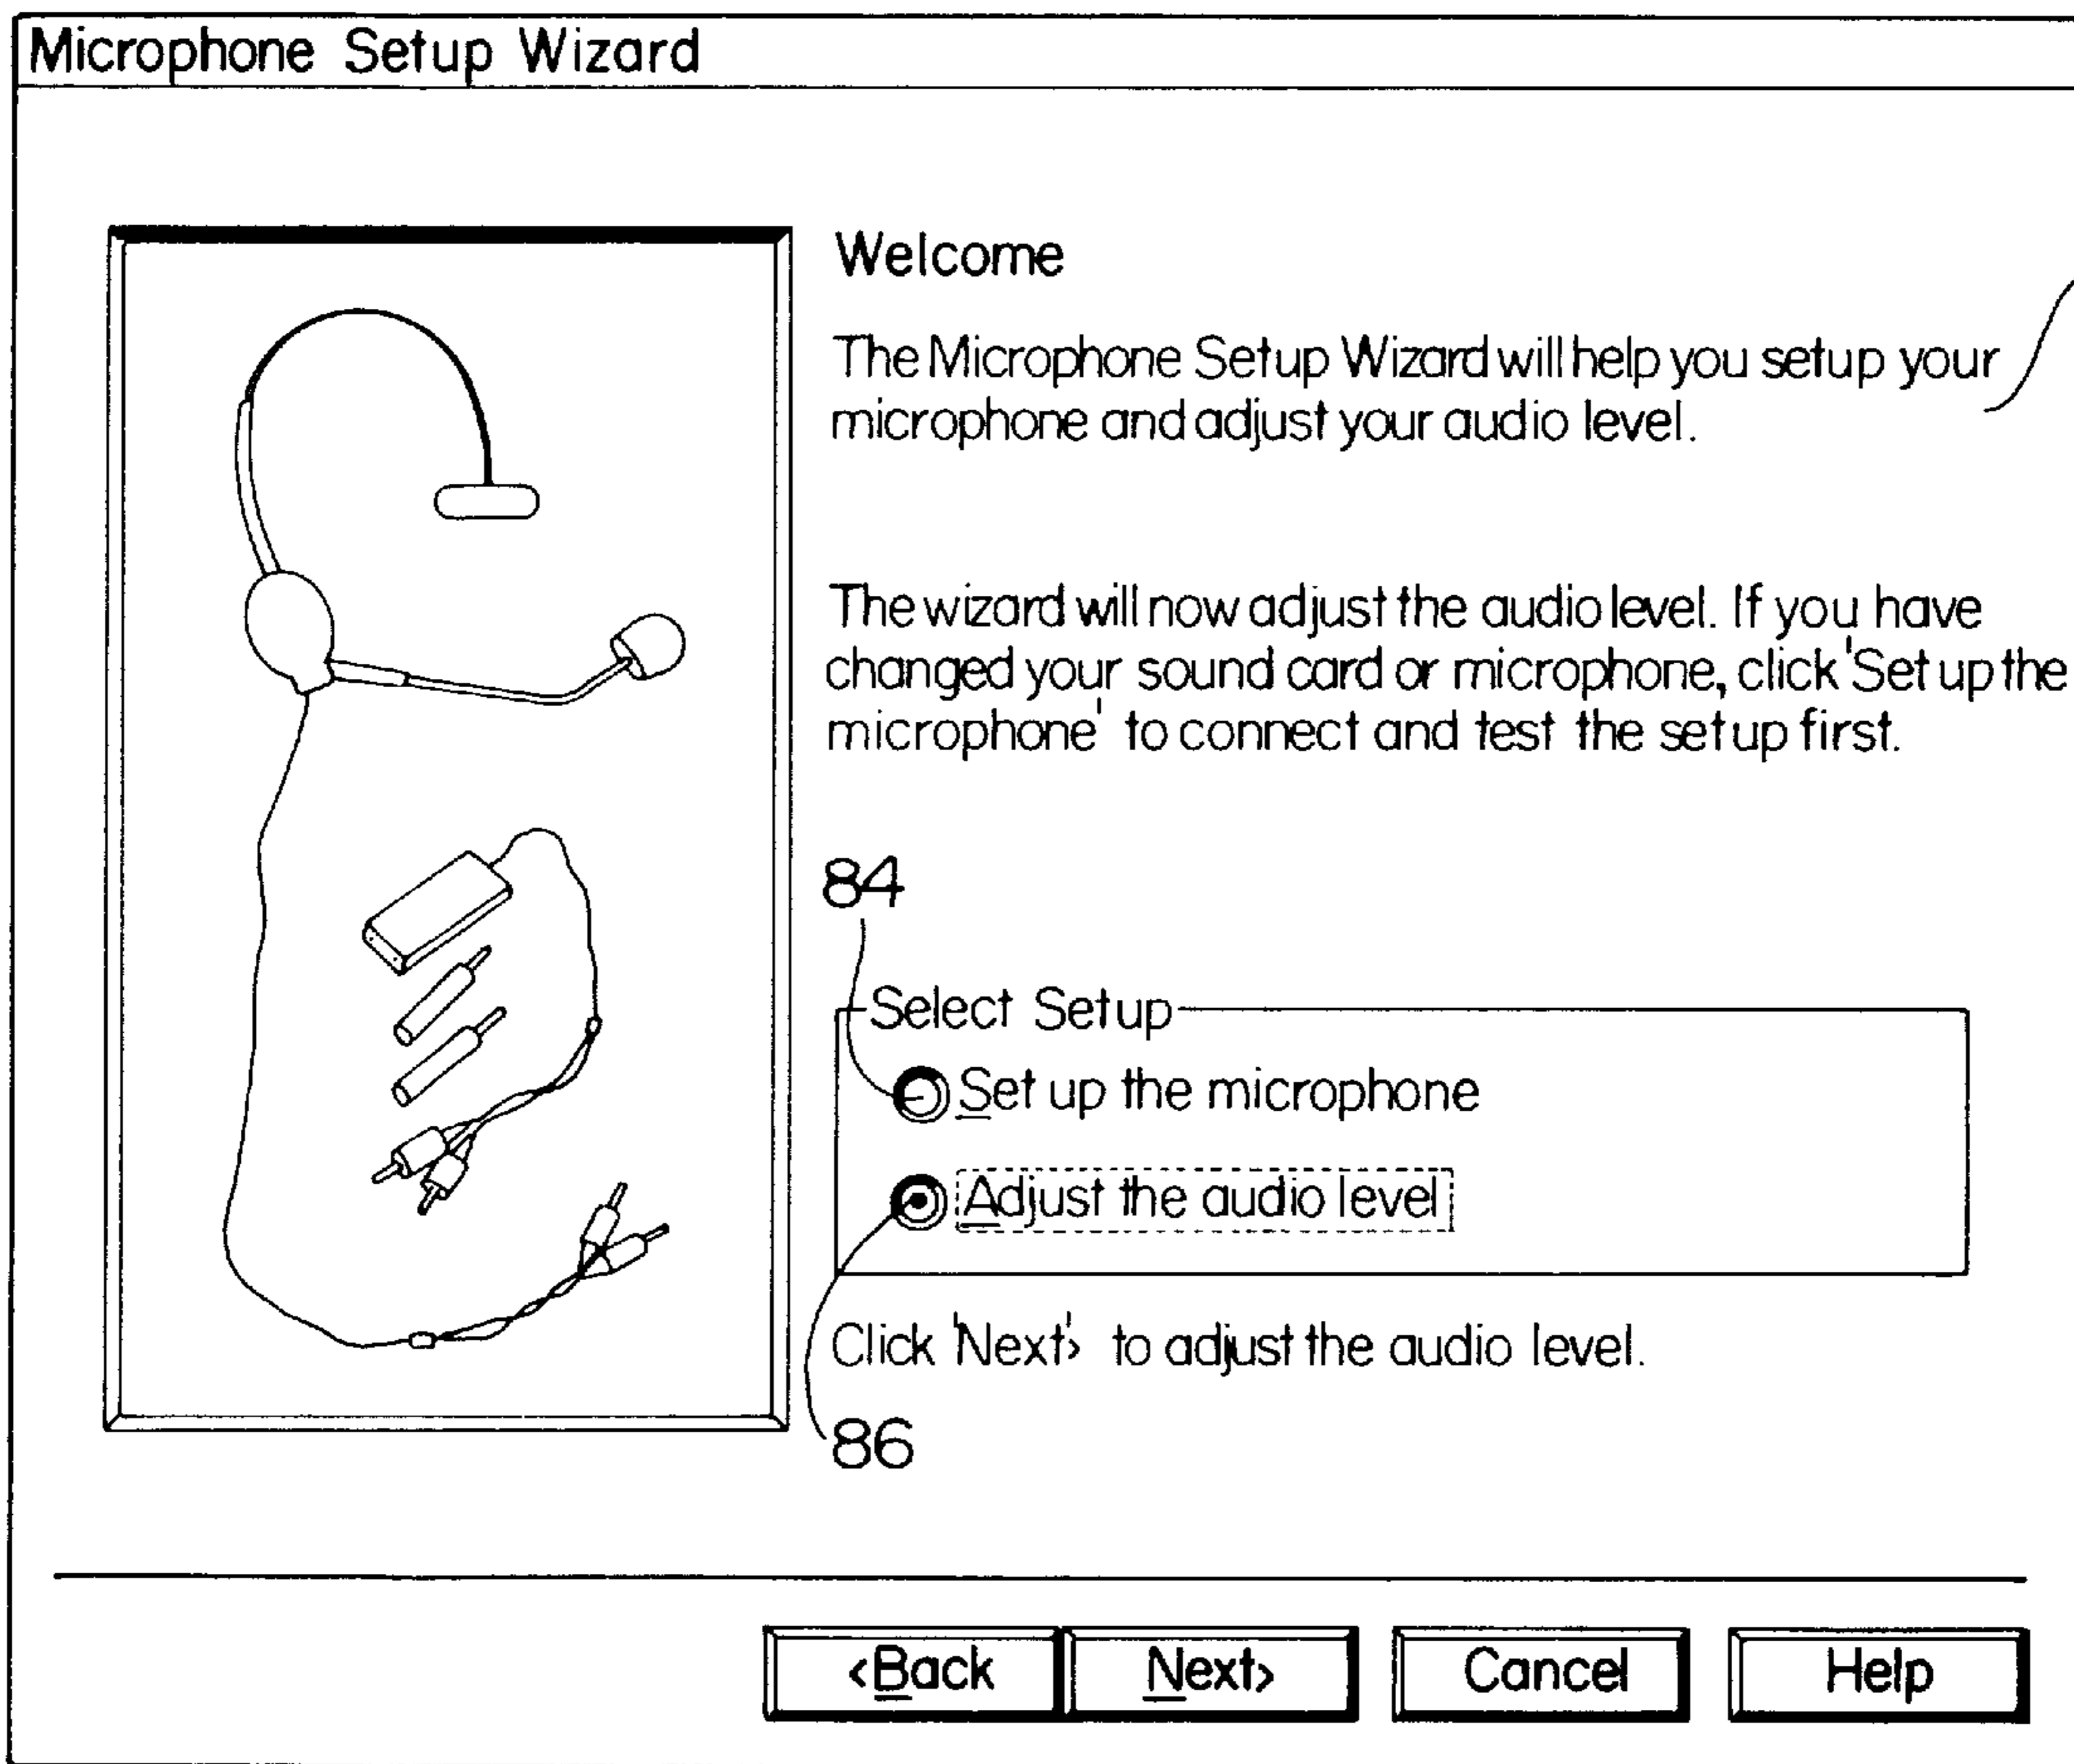 Microphone Setup Wizard
Welcome
The Microphone Setup Wizard will help you setup your
microphone and adjust your audio level.
The wizard will now adjust the audio level. If you have
changed your sound card or microphone, click 'Set up the
microphone' to connect and test the setup first.
84
Select Setup
Set up the microphone
Adjust the audio level
Click 'Next'> to adjust the audio level.
86
<Back Next> Cancel Help